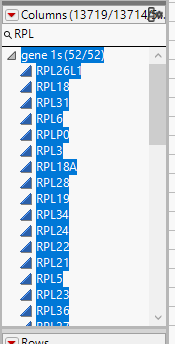 Columns (13719/13714
RPL
gene 1s (52/52)
RPL26L1
RPL18
RPL31
RPL6
RPLP0
RPL3
RPL18A
RPL28
RPL19
RPL34
RPL24
RPL22
RPL21
RPL5
RPL23
RPL36
Rows